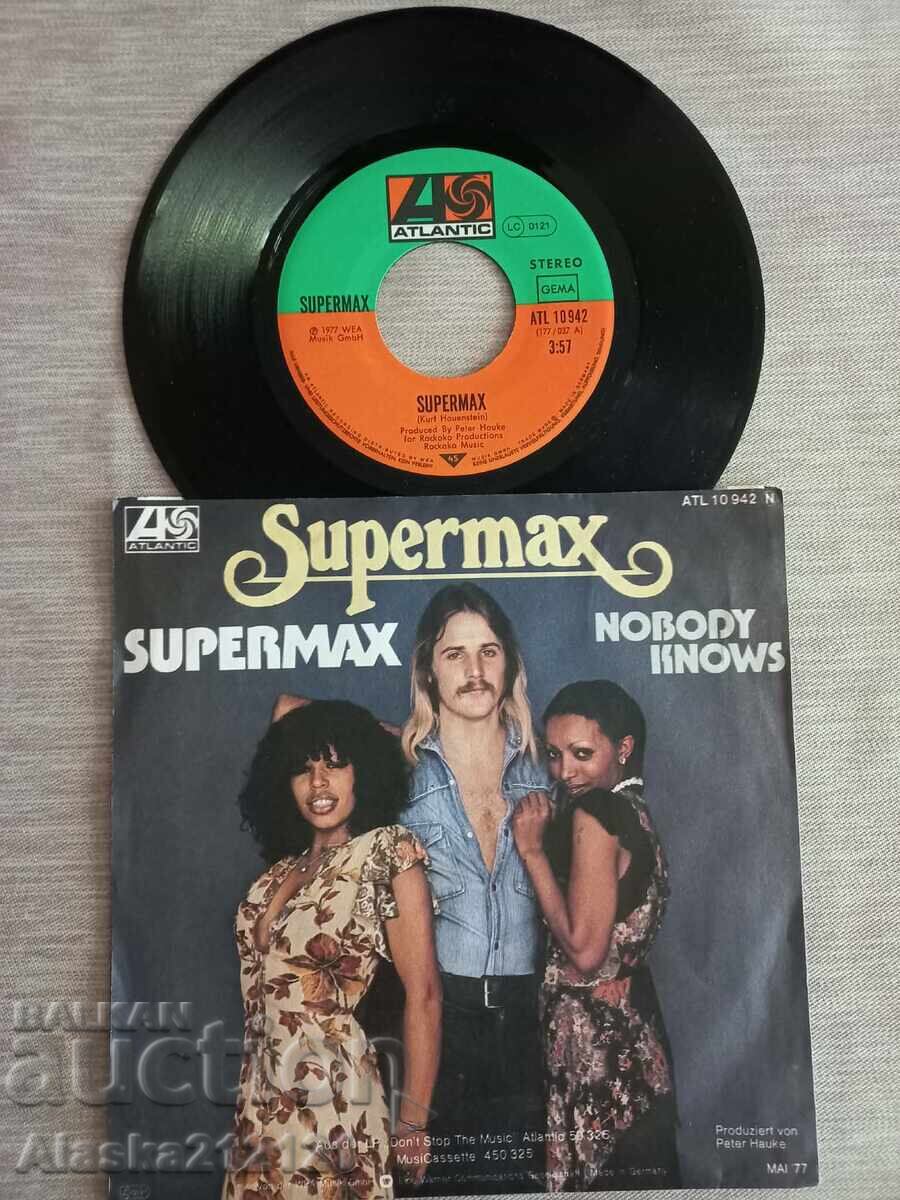 ATLANTIC
LC 0121
STEREO
GEMA
SUPERMAX
ATL 10 942
℗ 1977 WEA
Musik GmbH
(177/037 A)
3:57
SUPERMAX
(Kurt Hauenstein)
Produced By Peter Hauke
for Rockoko Productions
Rockoko Music
45
ATL 10 942 N
ATLANTIC
Supermax
SUPERMAX
NOBODY
KNOWS
BALKAN
auction
Alaska2121
Aus der LP „Don't Stop The Music" Atlantic 50 325
MusiCassette 450 325
Made in Germany
Produziert von
Peter Hauke
MAI '77